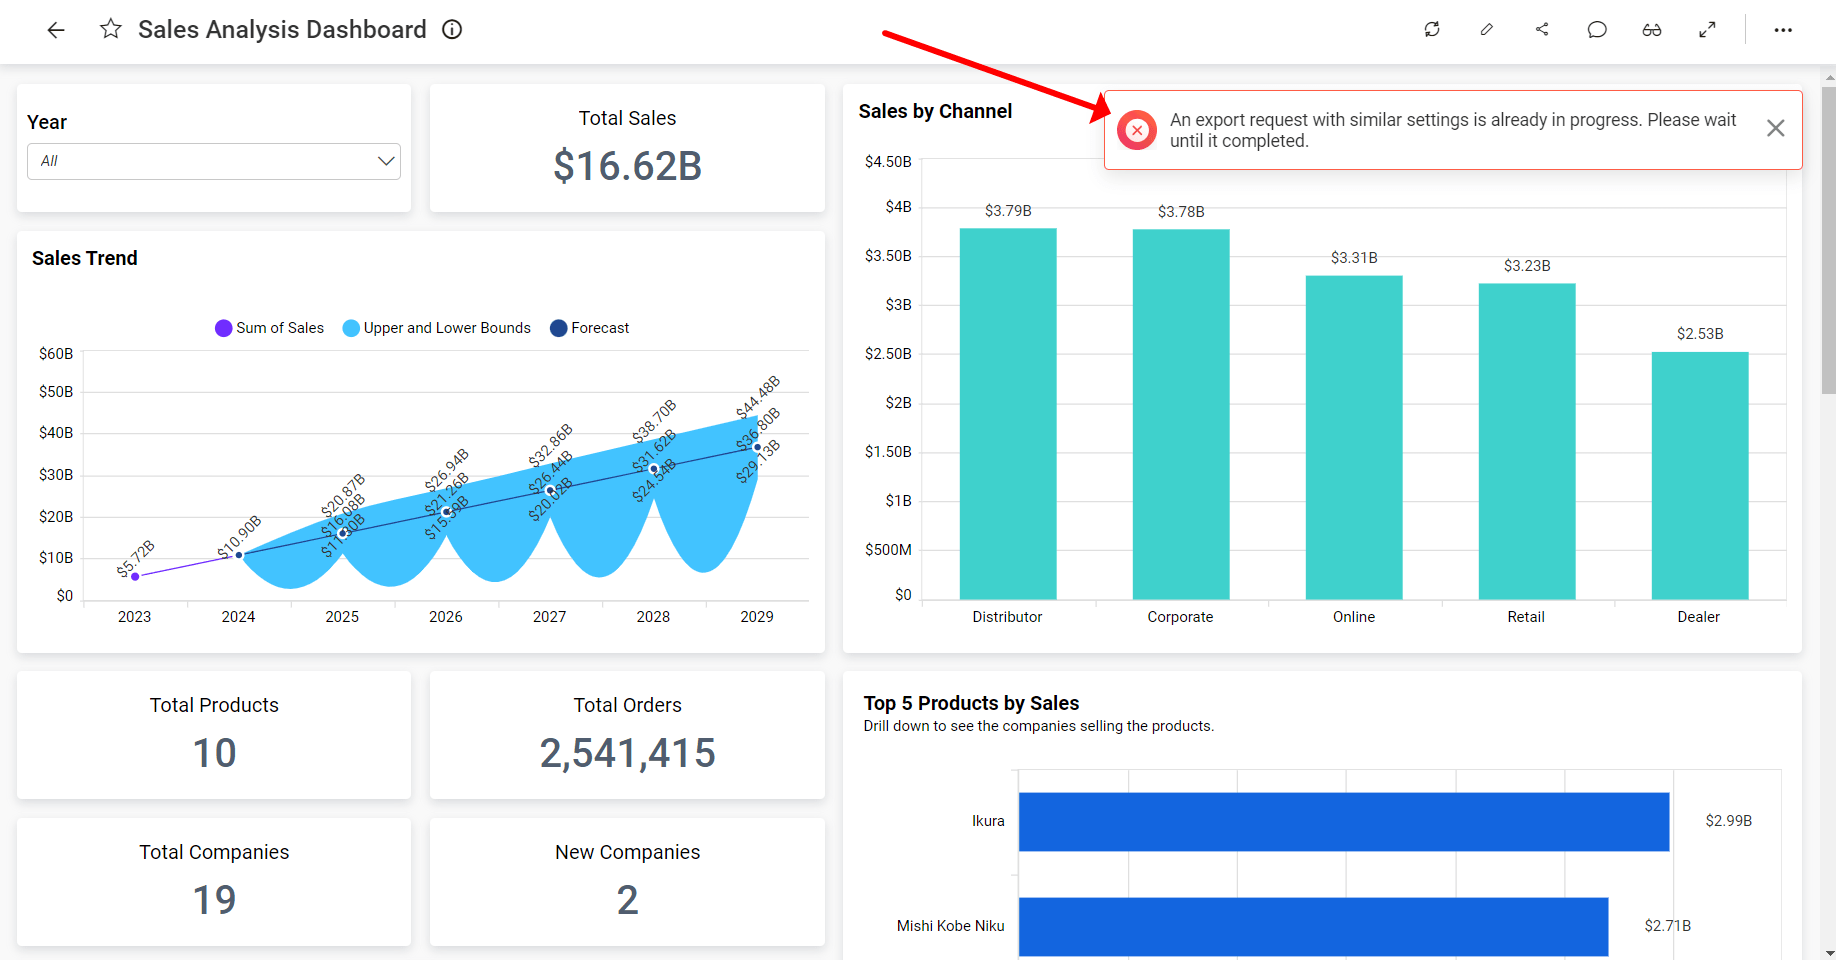 Sales Analysis Dashboard
Year
All
Total Sales
$16.62B
Sales by Channel
An export request with similar settings is already in progress. Please wait
until it completed.
$4.50B
$4B
$3.50B
$3B
$2.50B
$2B
$1.50B
$1B
$500M
$0
$3.79B
$3.78B
$3.31B
$3.23B
$2.53B
Distributor
Corporate
Online
Retail
Dealer
Sales Trend
Sum of Sales
Upper and Lower Bounds
Forecast
$60B
$50B
$40B
$30B
$20B
$10B
$0
$5.72B
$10.90B
$20.87B
$16.08B
$26.94B
$21.26B
$32.86B
$26.44B
$20.02B
$38.70B
$31.62B
$24.54B
$44.48B
$36.80B
$29.13B
2023
2024
2025
2026
2027
2028
2029
Total Products
10
Total Orders
2,541,415
Total Companies
19
New Companies
2
Top 5 Products by Sales
Drill down to see the companies selling the products.
Ikura
$2.99B
Mishi Kobe Niku
$2.71B